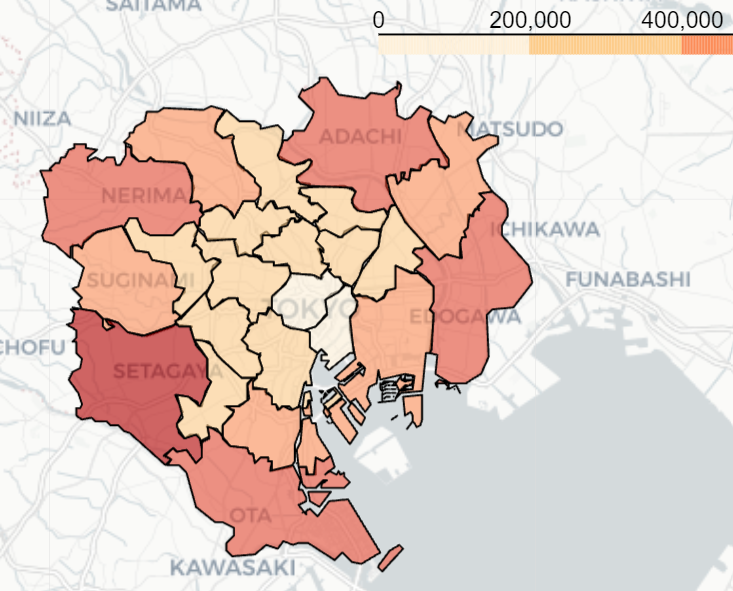 SAITAMA
0 200,000 400,000
NIIZA
ADACHI
MATSUDO
NERIMA
ICHIKAWA
SUGINAMI
FUNABASHI
TOKYO
EDOGAWA
CHOFU
SETAGAYA
OTA
KAWASAKI